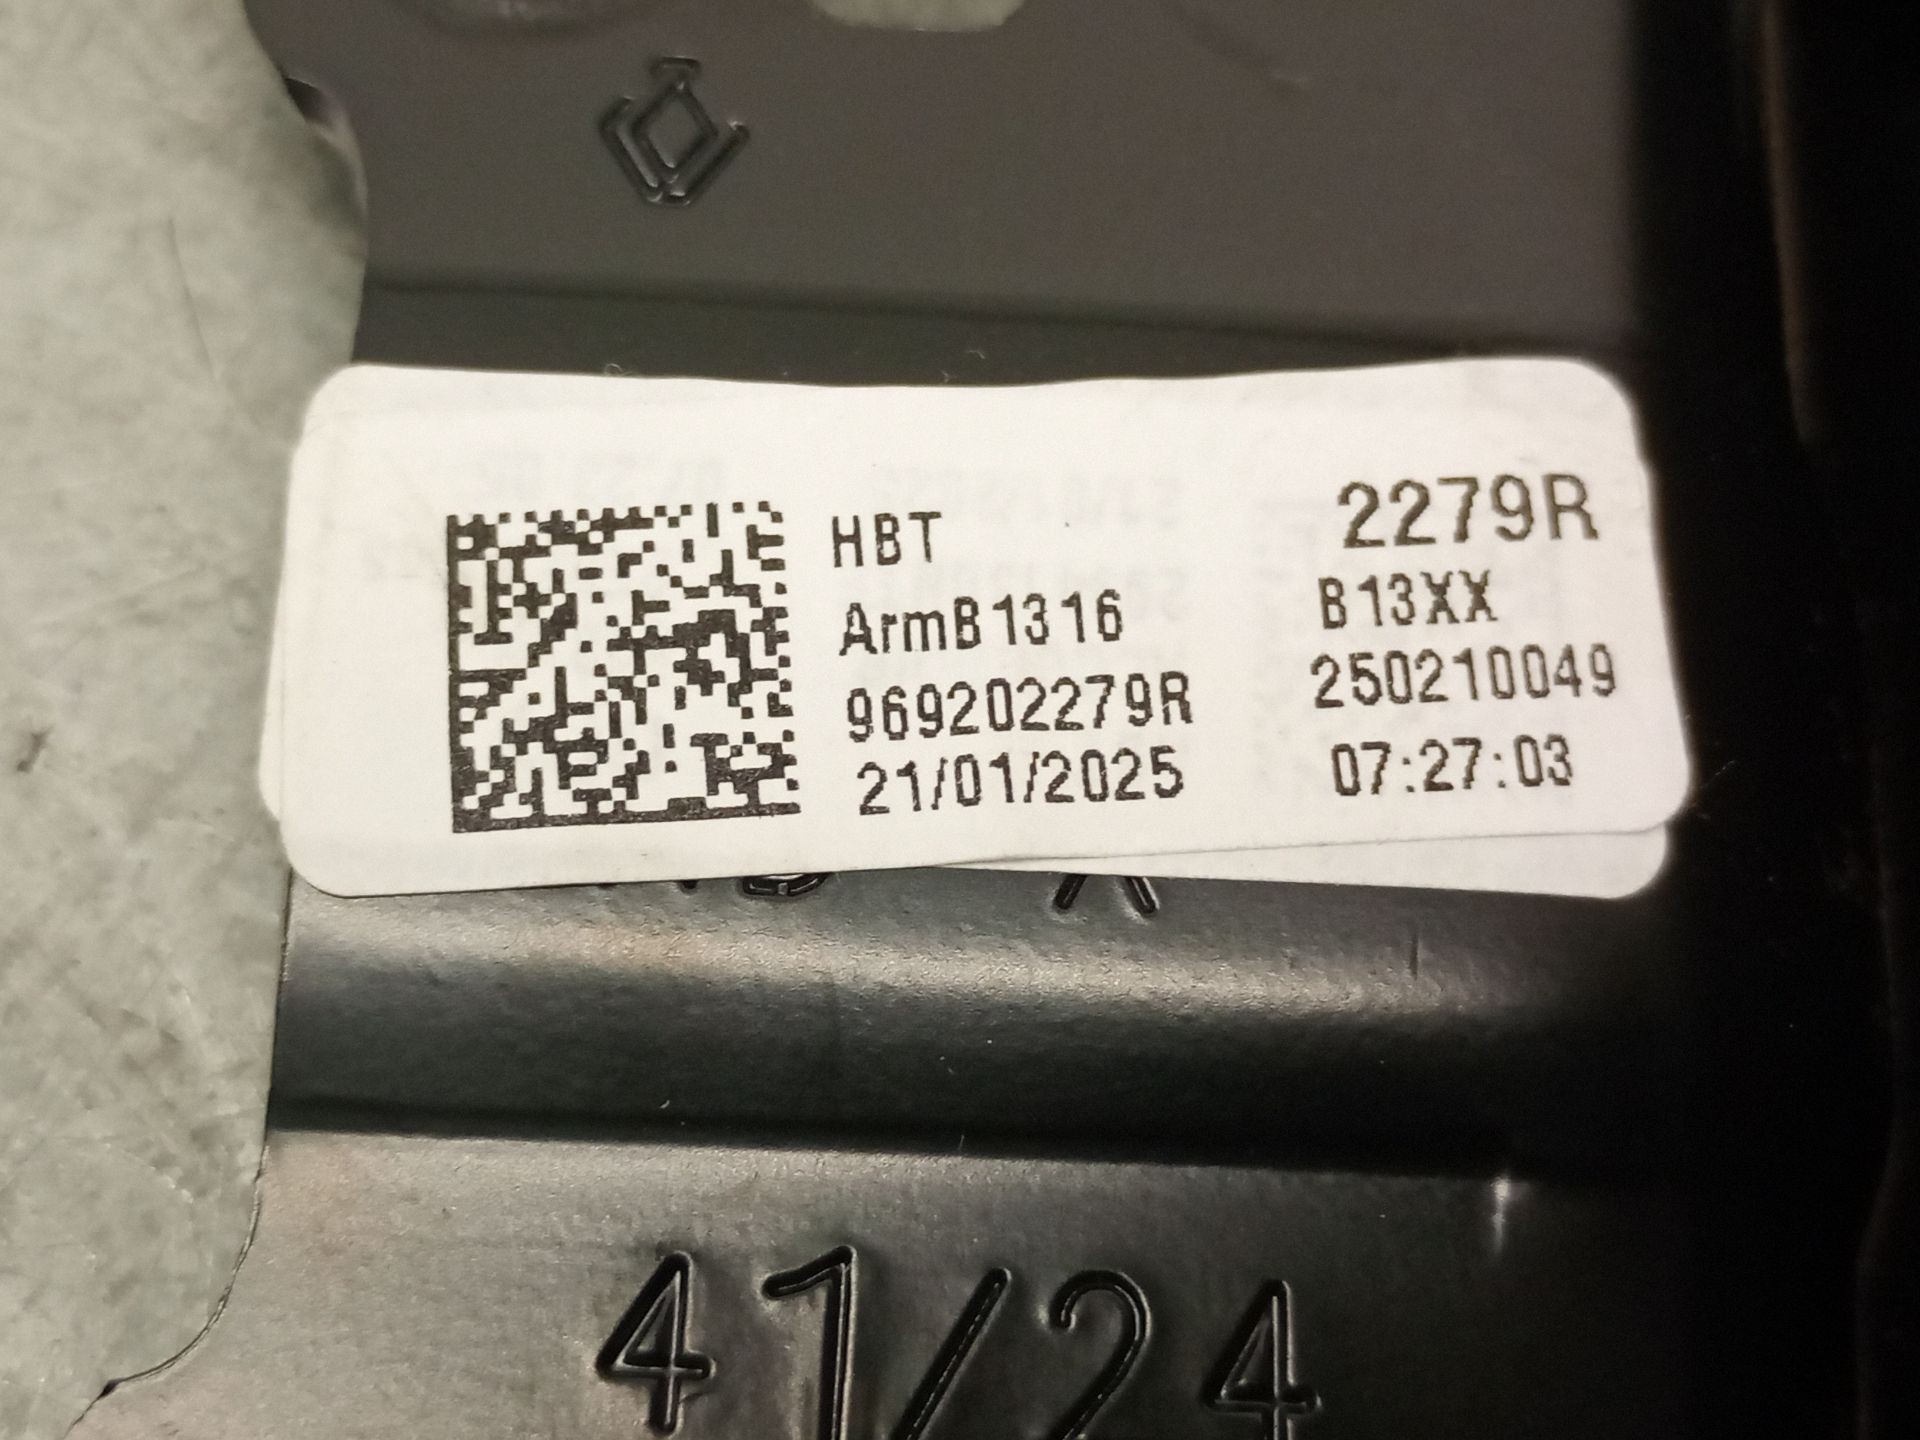 HBT 2279R
ArmB1316 B13XX
969202279R 250210049
21/01/2025 07:27:03
41/24